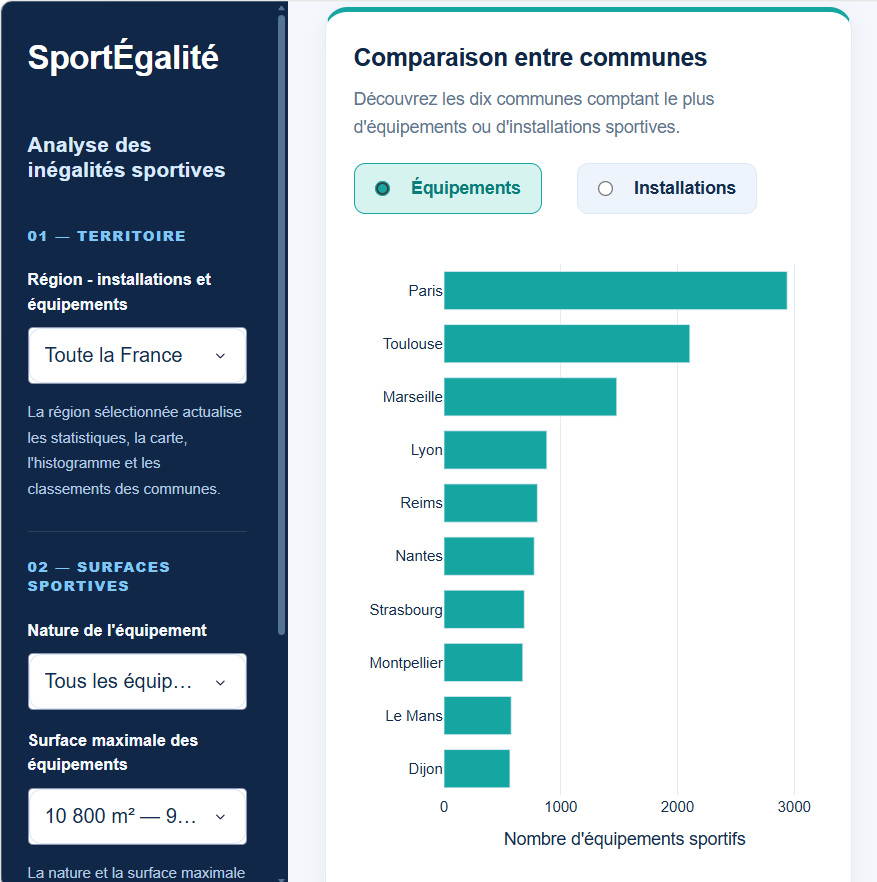 SportÉgalité
Analyse des
inégalités sportives
01 — TERRITOIRE
Région - installations et
équipements
Toute la France
La région sélectionnée actualise
les statistiques, la carte,
l'histogramme et les
classements des communes.
02 — SURFACES
SPORTIVES
Nature de l'équipement
Tous les équip…
Surface maximale des
équipements
10 800 m² — 9…
La nature et la surface maximale
Comparaison entre communes
Découvrez les dix communes comptant le plus
d'équipements ou d'installations sportives.
Équipements
Installations
Paris
Toulouse
Marseille
Lyon
Reims
Nantes
Strasbourg
Montpellier
Le Mans
Dijon
0 1000 2000 3000
Nombre d'équipements sportifs